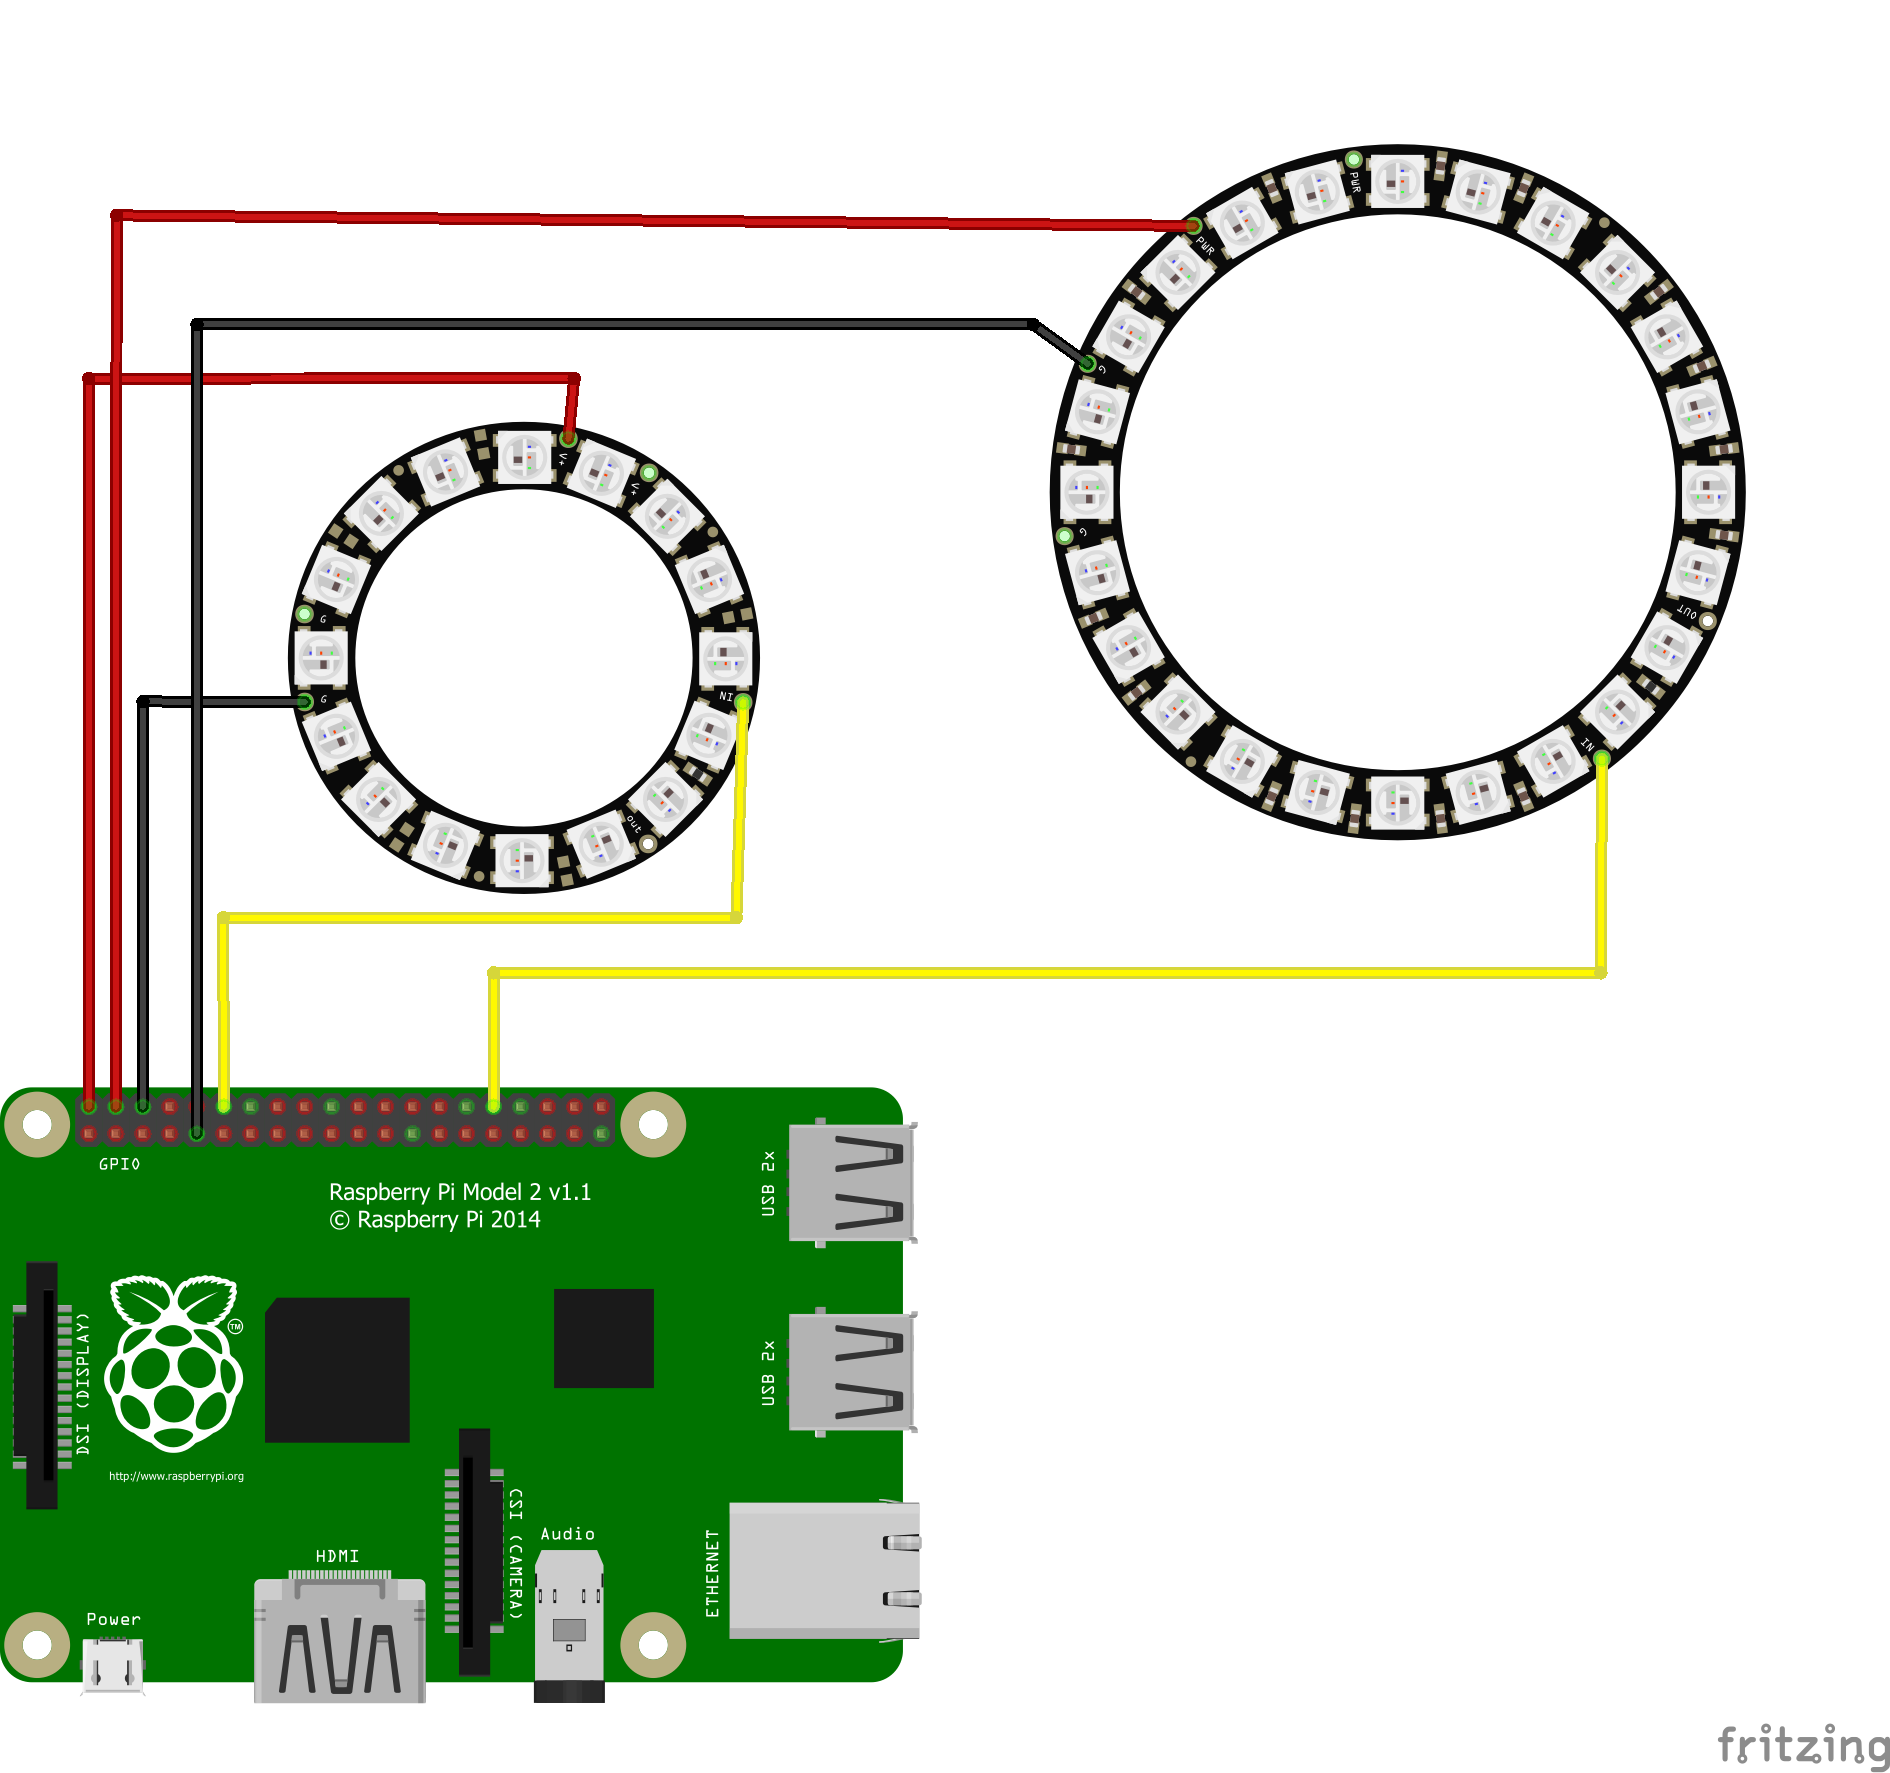 PWR
PWR
G
G
OUT
IN
V+
V+
G
G
IN
out
GPIO
Raspberry Pi Model 2 v1.1
© Raspberry Pi 2014
USB 2x
USB 2x
DSI (DISPLAY)
TM
http://www.raspberrypi.org
CSI (CAMERA)
Audio
HDMI
ETHERNET
Power
fritzing